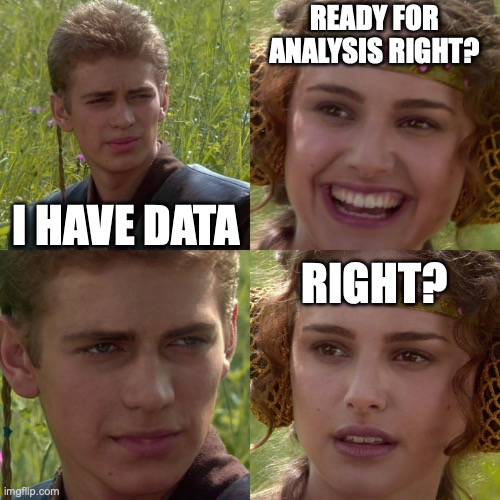 READY FOR
ANALYSIS RIGHT?
I HAVE DATA
RIGHT?
imgflip.com